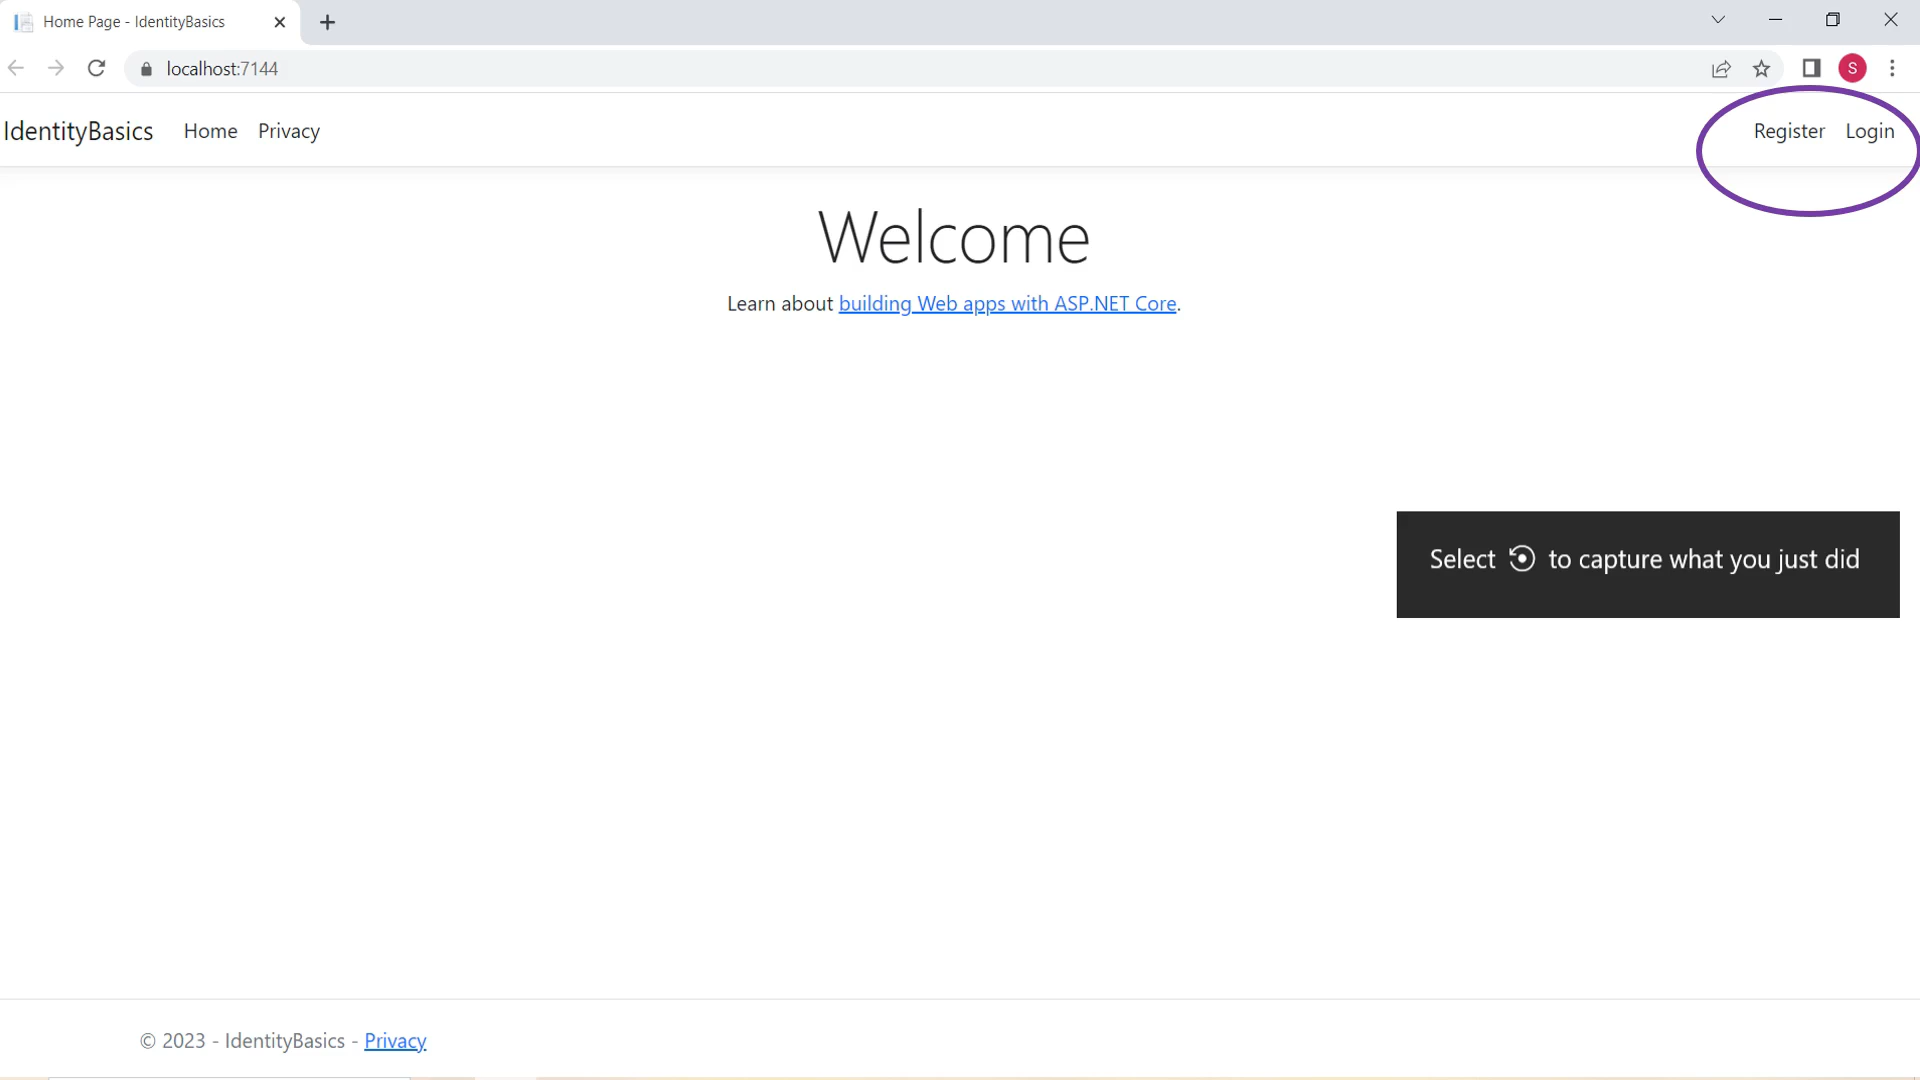 Home Page - IdentityBasics
localhost:7144
S
IdentityBasics Home Privacy Register Login
Welcome
Learn about building Web apps with ASP.NET Core.
Select to capture what you just did
© 2023 - IdentityBasics - Privacy